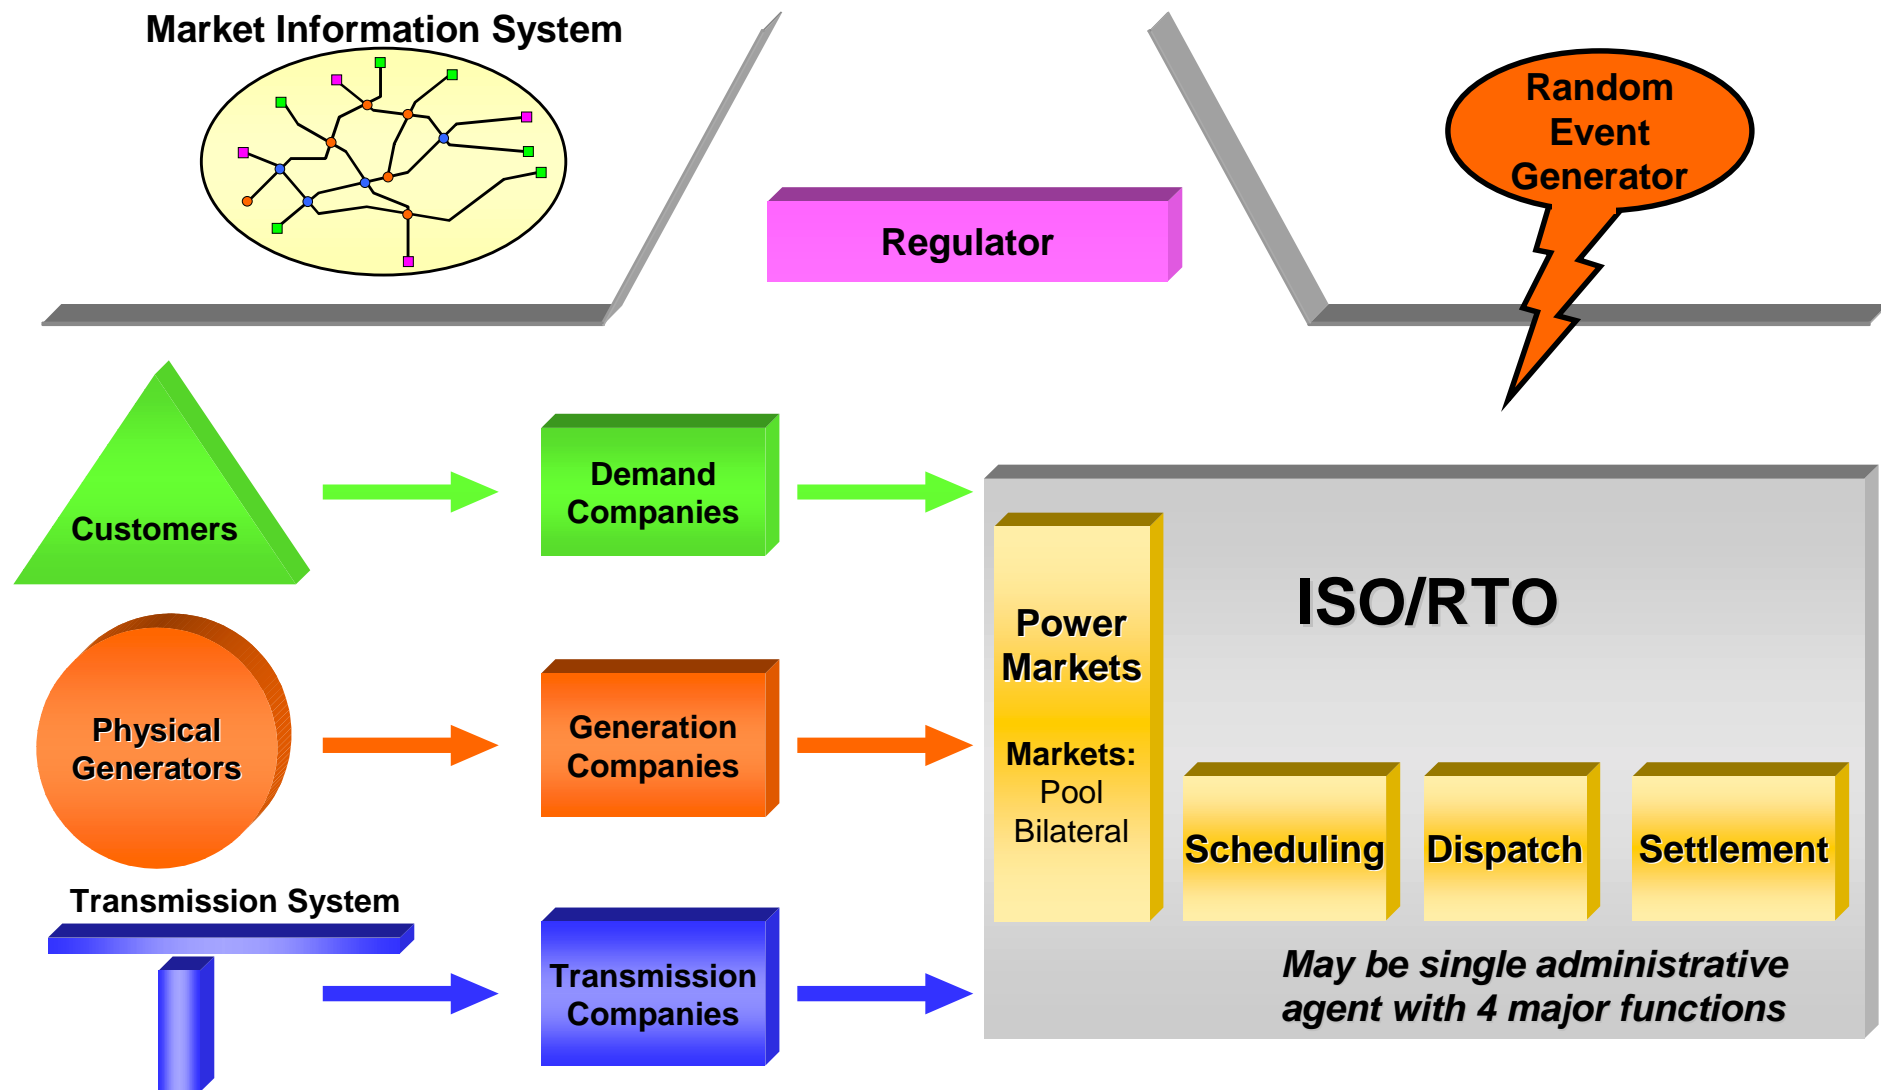 Market Information System
Random
Event
Generator
Regulator
Customers
Demand
Companies
ISO/RTO
Power
Markets
Markets:
Pool
Bilateral
Physical
Generators
Generation
Companies
Scheduling
Dispatch
Settlement
Transmission System
Transmission
Companies
May be single administrative
agent with 4 major functions